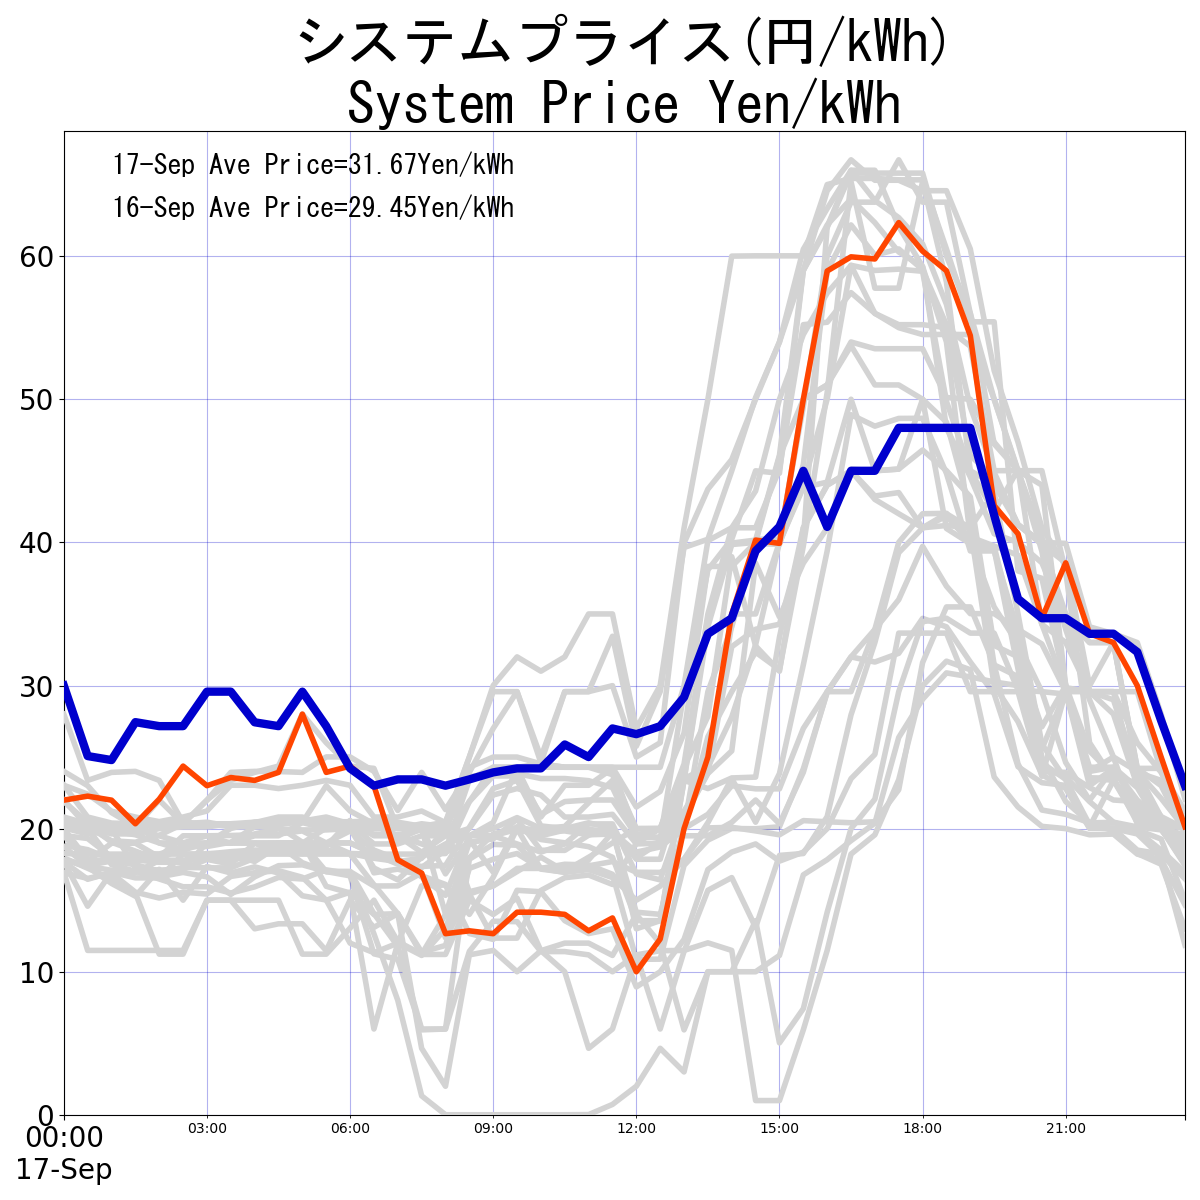 システムプライス(円/kWh)
System Price Yen/kWh
17-Sep Ave Price=31.67Yen/kWh
16-Sep Ave Price=29.45Yen/kWh
60
50
40
30
20
10
0
00:00 03:00 06:00 09:00 12:00 15:00 18:00 21:00
17-Sep